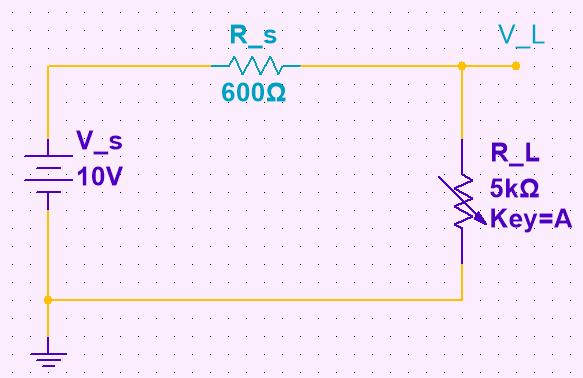 R_s
600Ω
V_L
V_s
10V
R_L
5kΩ
Key=A